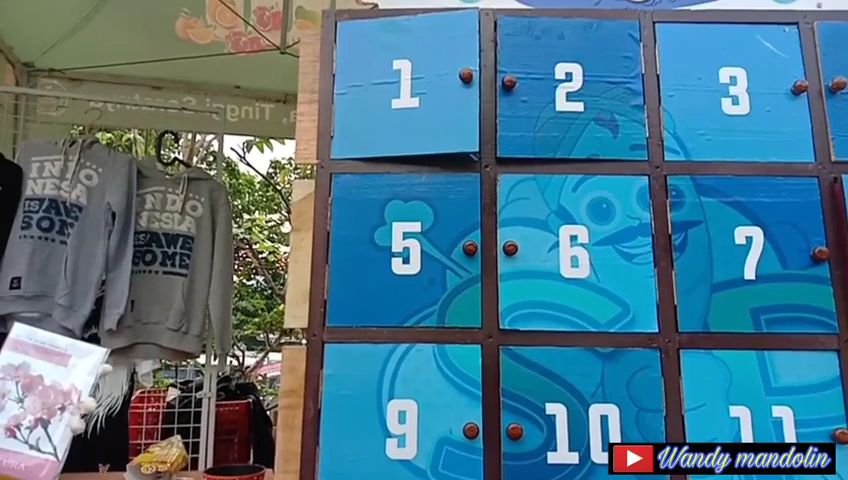 1
2
3
, Tinggi
INDO
NESIA
IS AWE
SOME
INDO
NESIA
IS AWE
SOME
5
6
7
9
10
11
Wandy mandolin